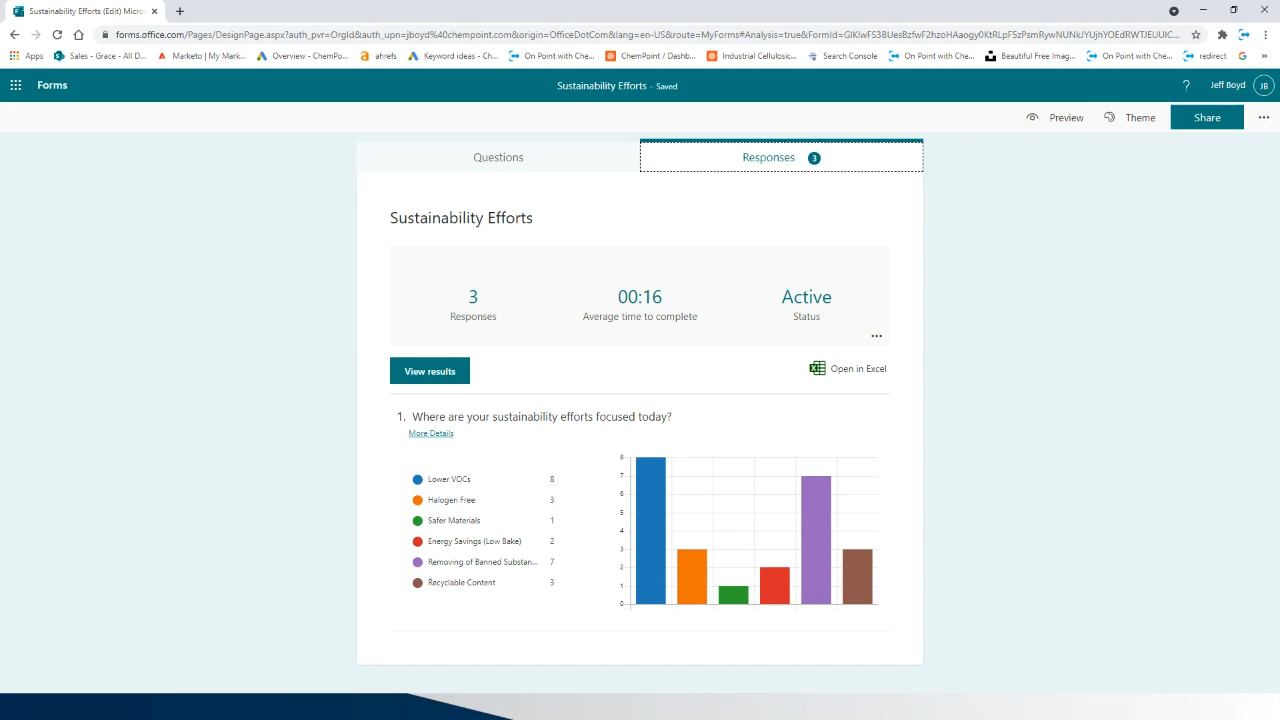 Sustainability Efforts (Edit) Micro
forms.office.com/Pages/DesignPage.aspx?auth_pvr=OrgId&auth_upn=jboyd%40chempoint.com&origin=OfficeDotCom&lang=en-US&route=MyForms#Analysis=true&FormId=
Apps Sales - Grace - All D... Marketo | My Mark... Overview - ChemPo... ahrefs Keyword ideas - Ch... On Point with Che... ChemPoint / Dashb... Industrial Cellulosic... Search Console On Point with Che... Beautiful Free Imag... On Point with Che... redirect
Forms Sustainability Efforts - Saved ? Jeff Boyd JB
Preview Theme Share
Questions Responses 3
Sustainability Efforts
3 00:16 Active
Responses Average time to complete Status
View results Open in Excel
1. Where are your sustainability efforts focused today?
More Details
Lower VOCs 8
Halogen Free 3
Safer Materials 1
Energy Savings (Low Bake) 2
Removing of Banned Substan... 7
Recyclable Content 3
8
7
6
5
4
3
2
1
0